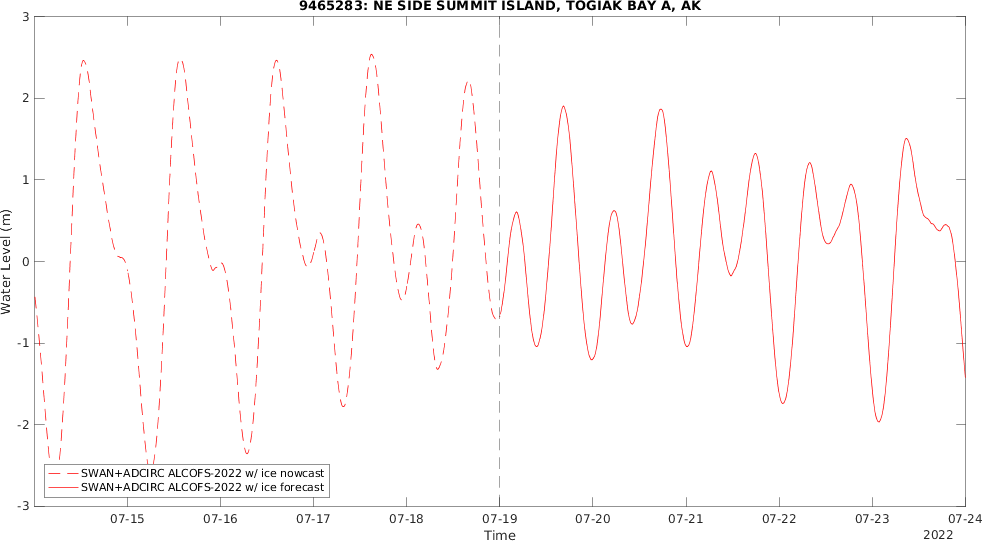 9465283: NE SIDE SUMMIT ISLAND, TOGIAK BAY A, AK
3
2
1
0
-1
-2
-3
Water Level (m)
SWAN+ADCIRC ALCOFS-2022 w/ ice nowcast
SWAN+ADCIRC ALCOFS-2022 w/ ice forecast
07-15 07-16 07-17 07-18 07-19 07-20 07-21 07-22 07-23 07-24
Time
2022